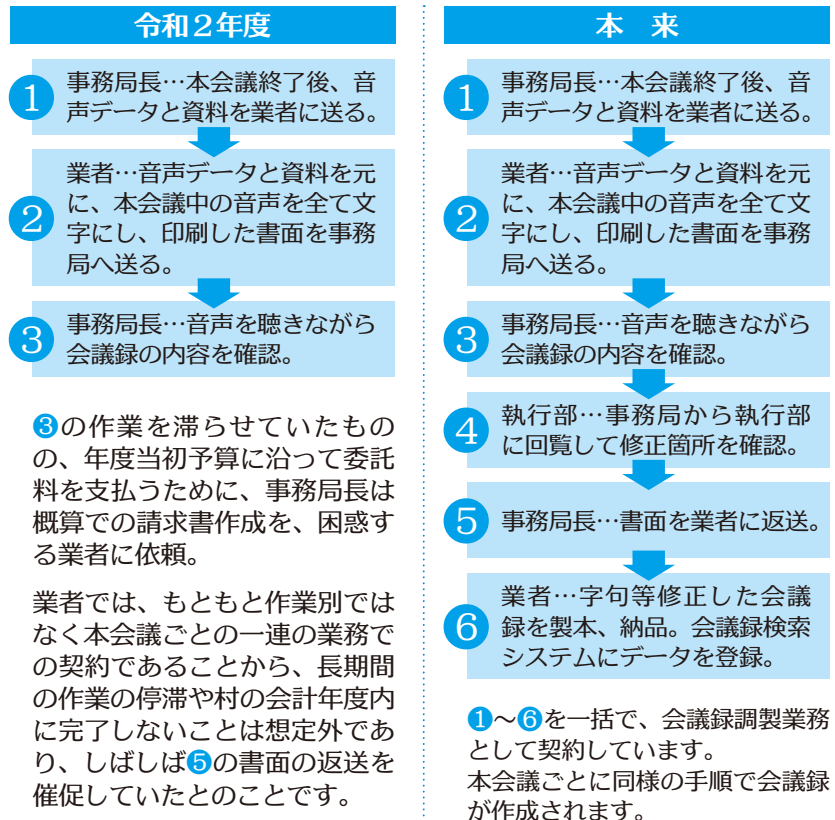 令和２年度
❶ 事務局長…本会議終了後、音
声データと資料を業者に送る。
❷ 業者…音声データと資料を元
に、本会議中の音声を全て文
字にし、印刷した書面を事務
局へ送る。
❸ 事務局長…音声を聴きながら
会議録の内容を確認。
❸の作業を滞らせていたもの
の、年度当初予算に沿って委託
料を支払うために、事務局長は
概算での請求書作成を、困惑す
る業者に依頼。
業者では、もともと作業別では
なく本会議ごとの一連の業務で
の契約であることから、長期間
の作業の停滞や村の会計年度内
に完了しないことは想定外であ
り、しばしば❺の書面の返送を
催促していたとのことです。
本　来
❶ 事務局長…本会議終了後、音
声データと資料を業者に送る。
❷ 業者…音声データと資料を元
に、本会議中の音声を全て文
字にし、印刷した書面を事務
局へ送る。
❸ 事務局長…音声を聴きながら
会議録の内容を確認。
❹ 執行部…事務局から執行部
に回覧して修正箇所を確認。
❺ 事務局長…書面を業者に返送。
❻ 業者…字句等修正した会議
録を製本、納品。会議録検索
システムにデータを登録。
❶～❻を一括で、会議録調製業務
として契約しています。
本会議ごとに同様の手順で会議録
が作成されます。